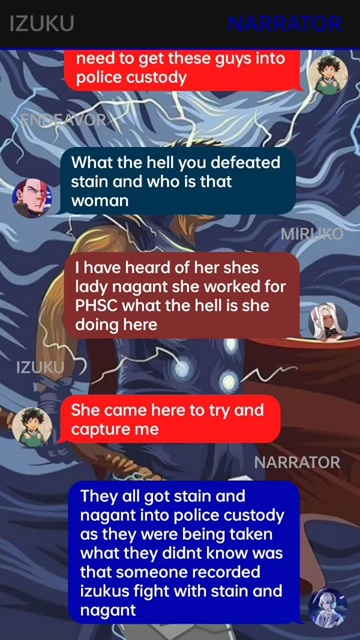 IZUKU NARRATOR
need to get these guys into
police custody
ENDEAVOR
What the hell you defeated
stain and who is that
woman
MIRUKO
I have heard of her shes
lady nagant she worked for
PHSC what the hell is she
doing here
IZUKU
She came here to try and
capture me
NARRATOR
They all got stain and
nagant into police custody
as they were being taken
what they didnt know was
that someone recorded
izukus fight with stain and
nagant